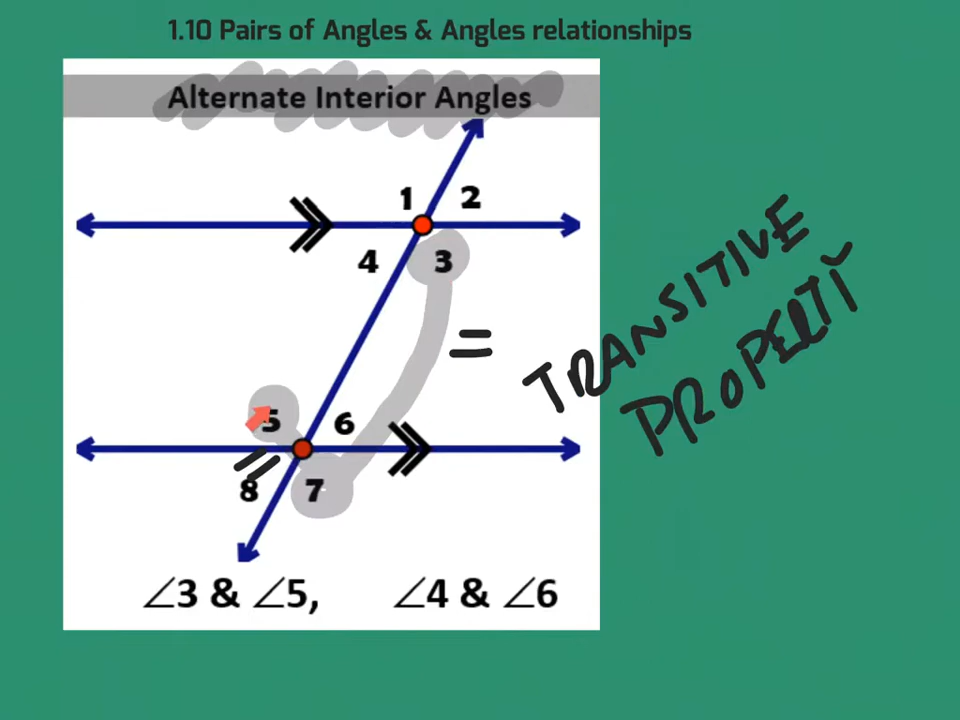 1.10 Pairs of Angles & Angles relationships
Alternate Interior Angles
1 2
4 3
=
TRANSITIVE
PROPERTY
5 6
=
8 7
∠3 & ∠5, ∠4 & ∠6